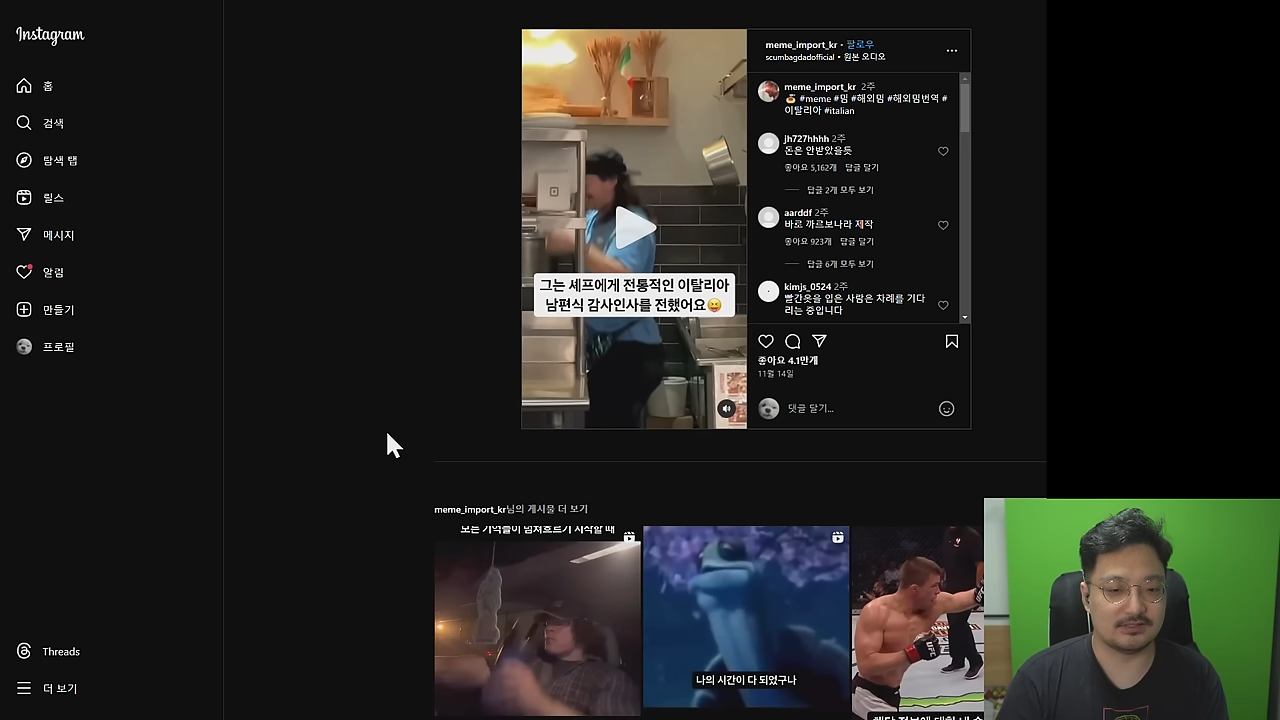 Instagram
홈
검색
탐색 탭
릴스
메시지
알림
만들기
프로필
Threads
더 보기
그는 셰프에게 전통적인 이탈리아
남편식 감사인사를 전했어요😝
meme_import_kr • 팔로우
scumbagdadofficial • 원본 오디오
meme_import_kr 2주
🍝 #meme #밈 #해외밈 #해외밈번역 #
이탈리아 #italian
jh727hhhh 2주
돈은 안받았을듯
좋아요 5,162개 답글 달기
답글 2개 모두 보기
aarddf 2주
바로 까르보나라 제작
좋아요 923개 답글 달기
답글 6개 모두 보기
kimjs_0524 2주
빨간옷을 입은 사람은 차례를 기다
리는 중입니다
좋아요 4.1만개
11월 14일
댓글 달기...
meme_import_kr님의 게시물 더 보기
모든 기억들이 넘쳐흐르기 시작할 때
나의 시간이 다 되었구나
UFC